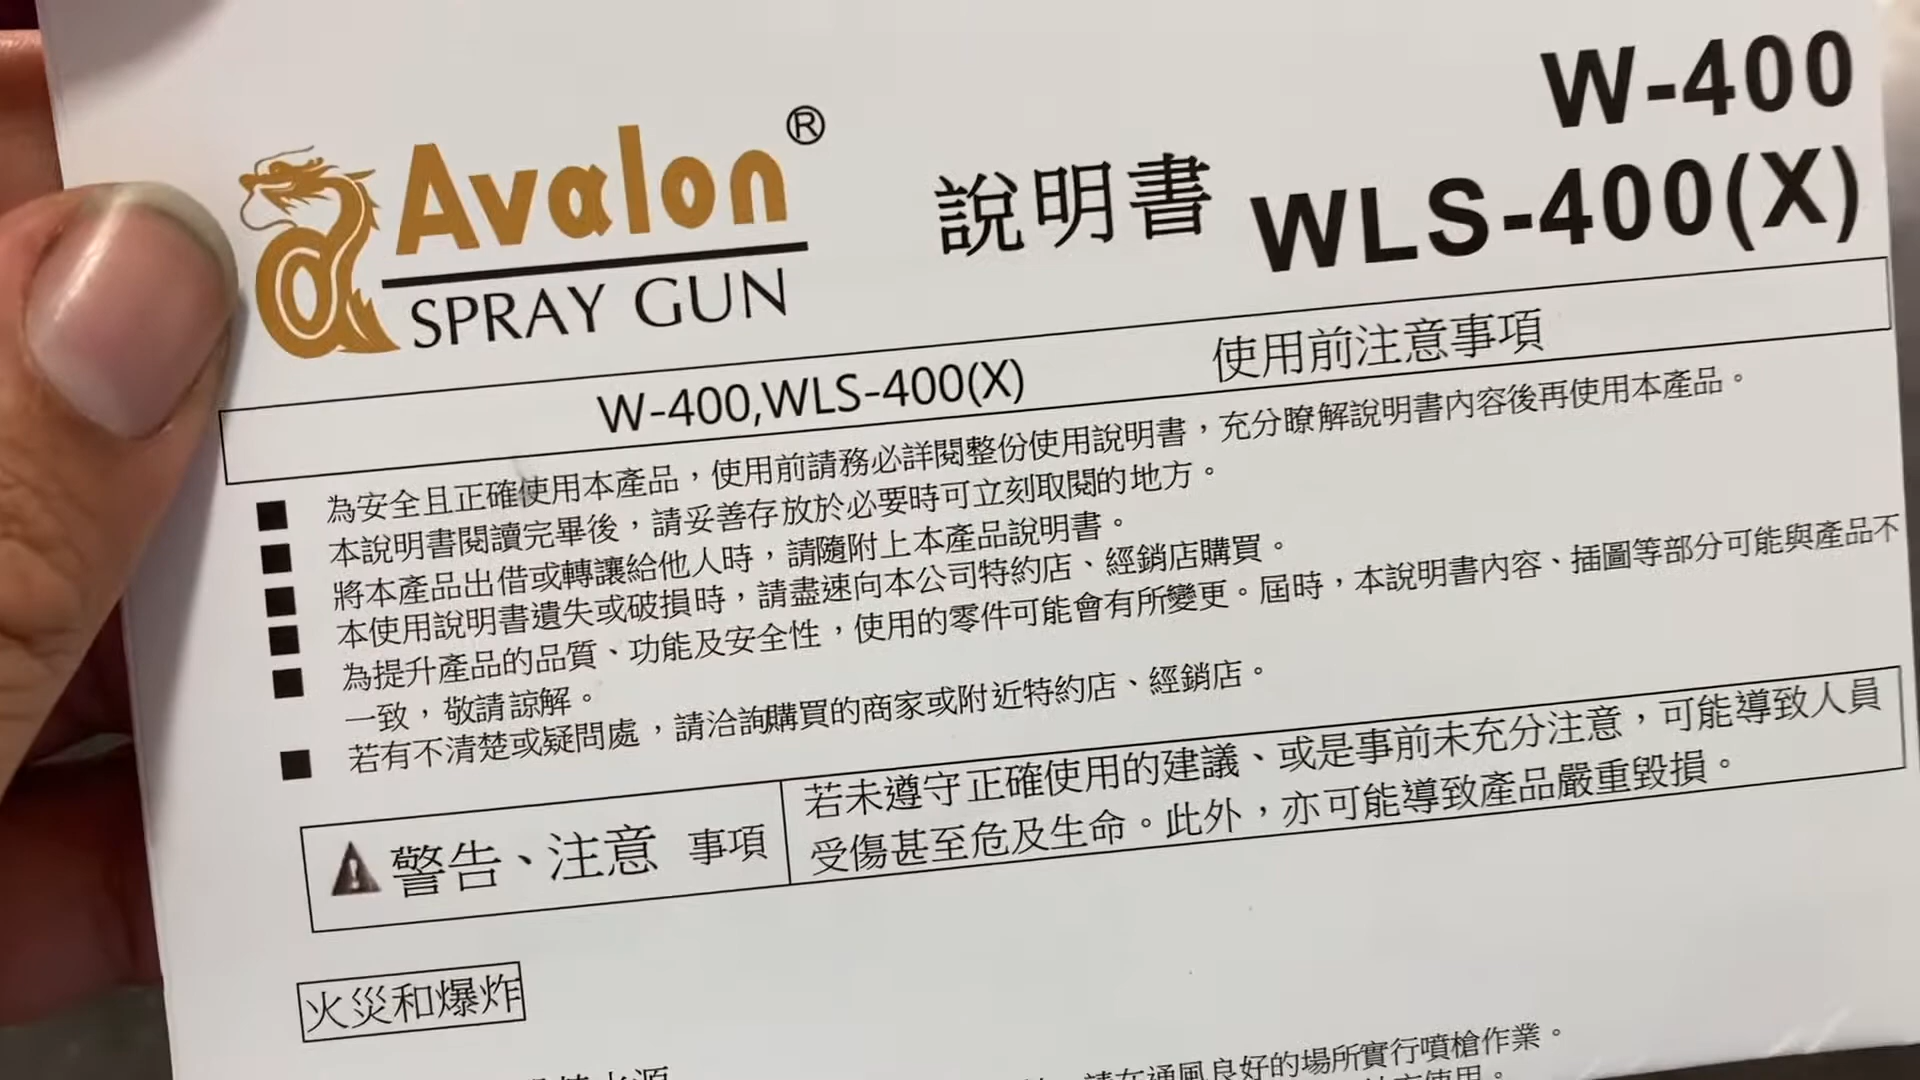 W-400
Avalon®
SPRAY GUN
說明書 WLS-400(X)
W-400,WLS-400(X) 使用前注意事項
■ 為安全且正確使用本產品，使用前請務必詳閱整份使用說明書，充分瞭解說明書內容後再使用本產品。
■ 本說明書閱讀完畢後，請妥善存放於必要時可立刻取閱的地方。
■ 將本產品出借或轉讓給他人時，請隨附上本產品說明書。
■ 本使用說明書遺失或破損時，請盡速向本公司特約店、經銷店購買。
■ 為提升產品的品質、功能及安全性，使用的零件可能會有所變更。屆時，本說明書內容、插圖等部分可能與產品不
一致，敬請諒解。
■ 若有不清楚或疑問處，請洽詢購買的商家或附近特約店、經銷店。
警告、注意 事項
若未遵守正確使用的建議、或是事前未充分注意，可能導致人員
受傷甚至危及生命。此外，亦可能導致產品嚴重毀損。
火災和爆炸
請在通風良好的場所實行噴槍作業。
使用。